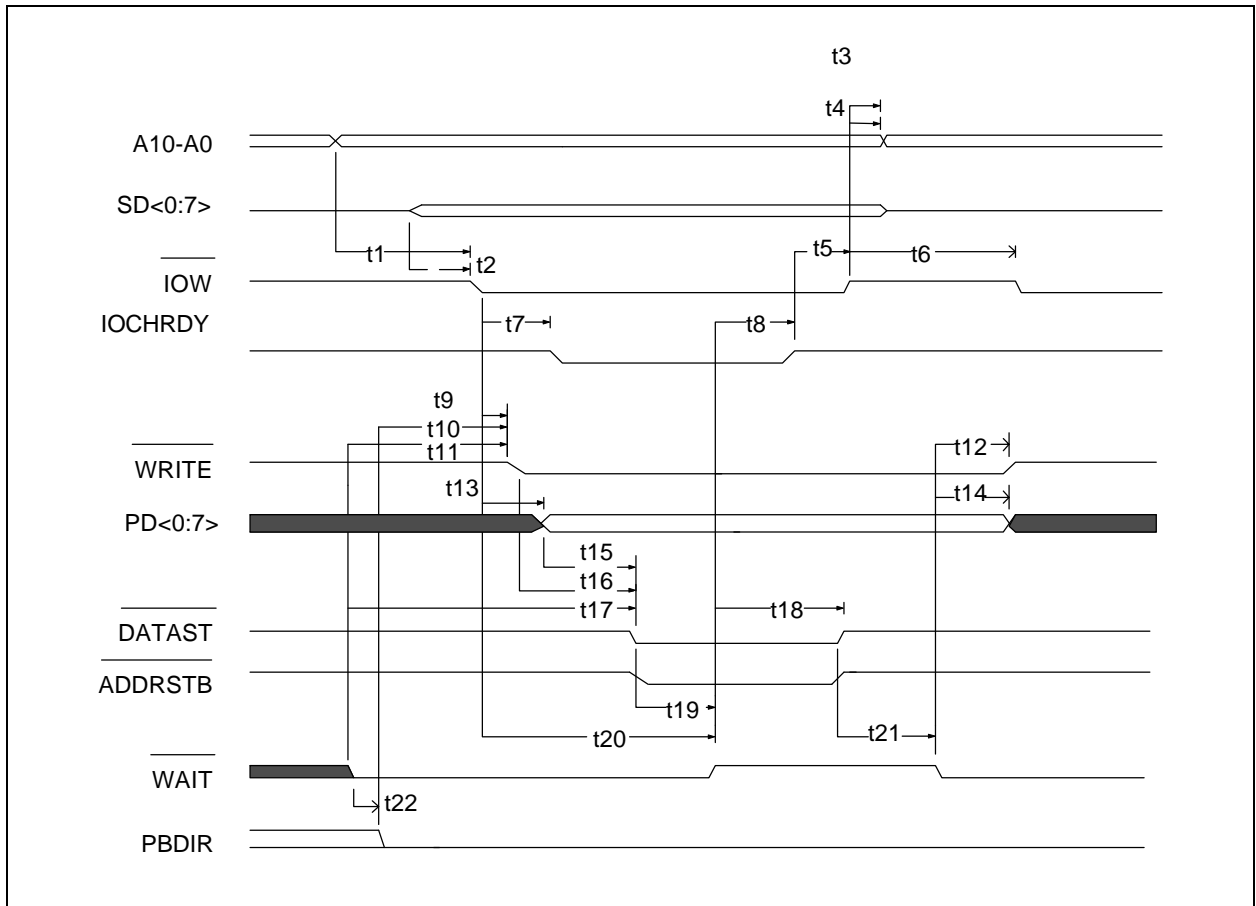 t3
t4
A10-A0
SD<0:7>
t5
t1
t6
t2
IOW
IOCHRDY
t7
t8
t9
t10
t11
t12
WRITE
t13
t14
PD<0:7>
t15
t16
t17
t18
DATAST
ADDRSTB
t19
t20
t21
WAIT
t22
PBDIR